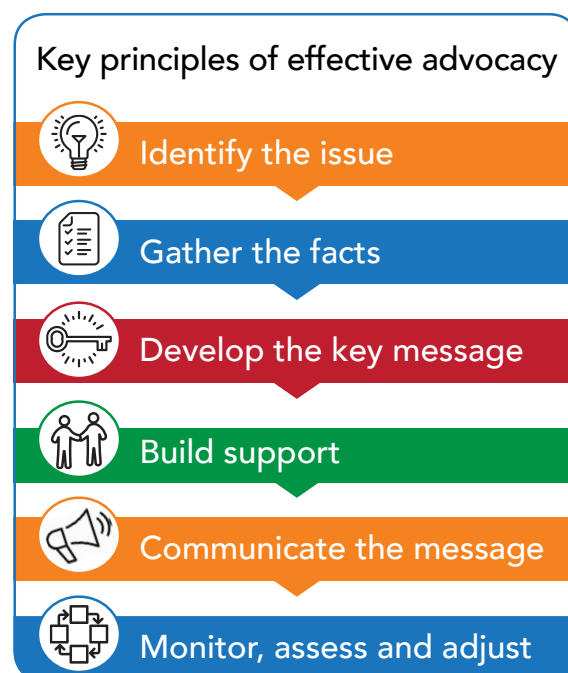 Key principles of effective advocacy
Identify the issue
Gather the facts
Develop the key message
Build support
Communicate the message
Monitor, assess and adjust